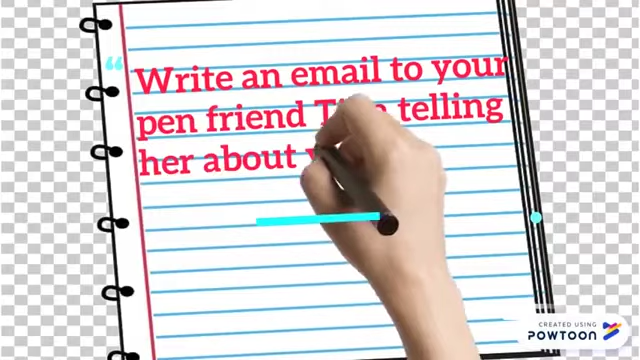 “
Write an email to your
pen friend telling
her about
CREATED USING
POWTOON